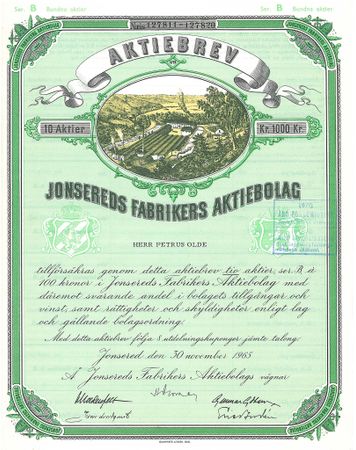 Ser. B Bundna aktier.
Ser. B Bundna aktier.
Nris 127811-127820
AKTIEBREV
å
10 Aktier
Kr. 1000 Kr.
JONSEREDS FABRIKERS AKTIEBOLAG
HERR PETRUS OLDE
tillförsäkras genom detta aktiebrev tio aktier, ser. B, å
100 kronor i Jonsereds Fabrikers Aktiebolag med
däremot svarande andel i bolagets tillgångar och
vinst, samt rättigheter och skyldigheter enligt lag
och gällande bolagsordning.
Med detta aktiebrev följa 8 utdelningskuponger jämte talong.
Jonsered den 30 november 1965
Å Jonsereds Fabrikers Aktiebolags vägnar